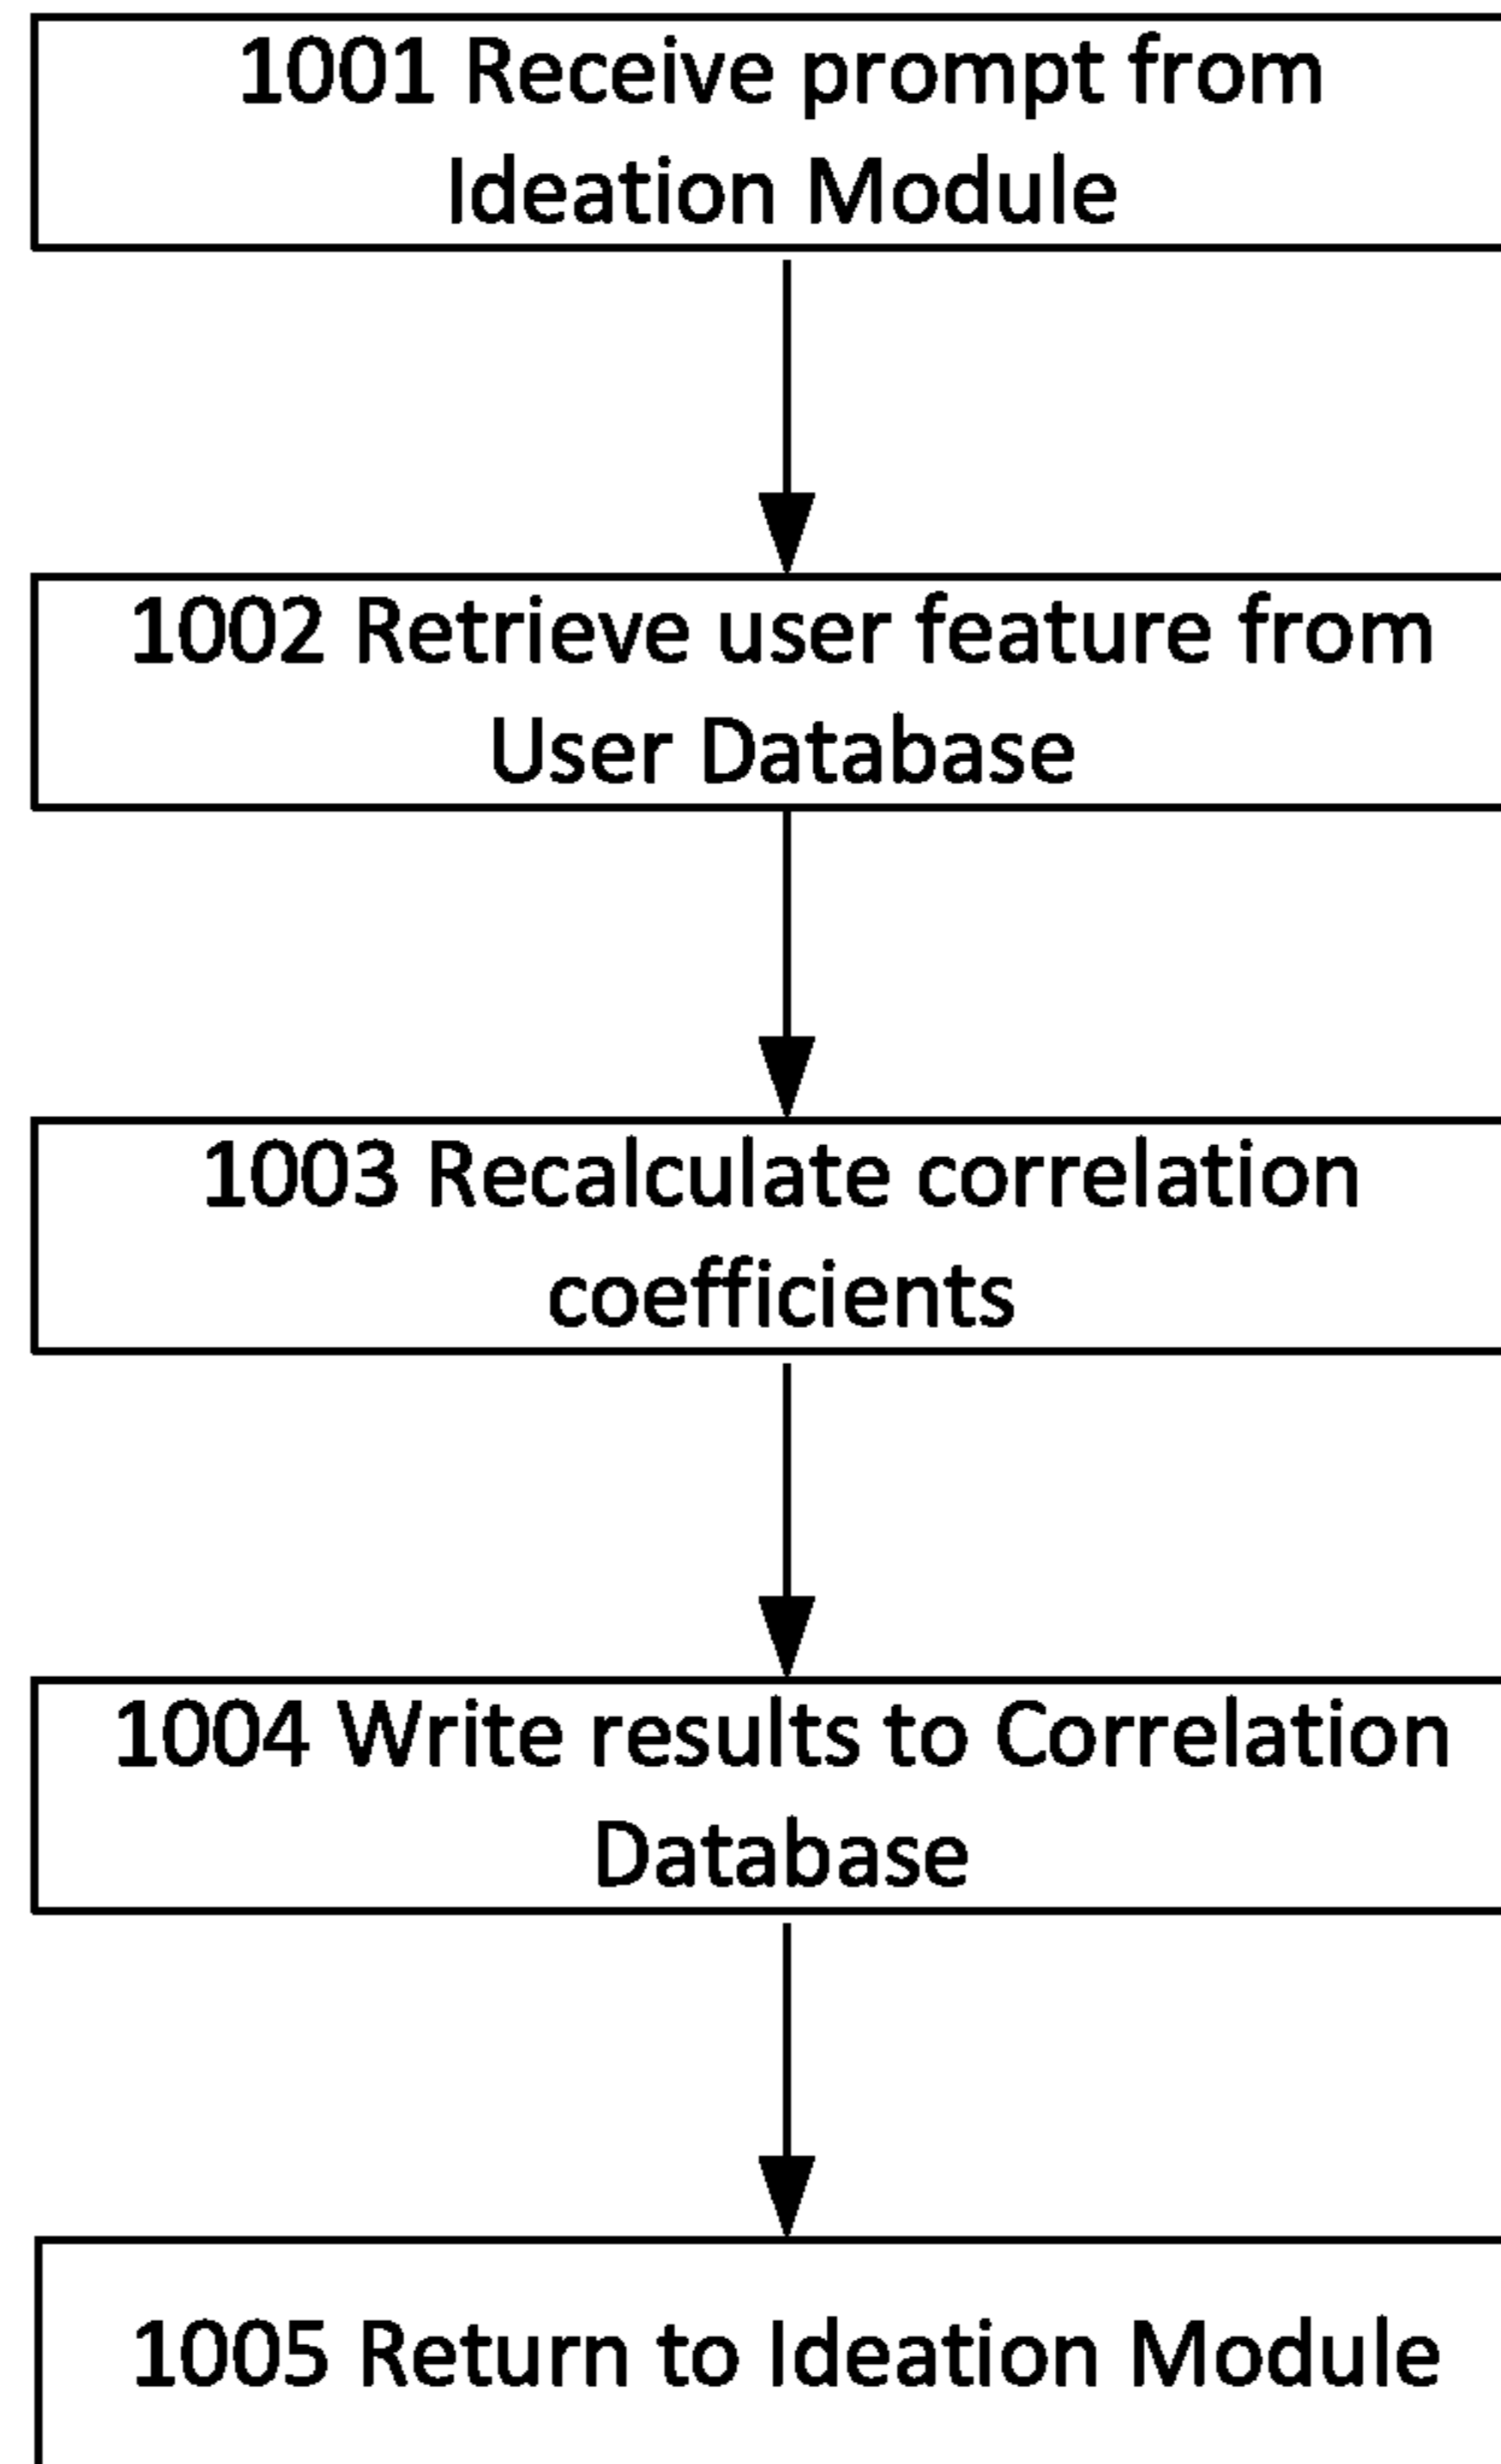 1001 Receive prompt from
Ideation Module
1002 Retrieve user feature from
User Database
1003 Recalculate correlation
coefficients
1004 Write results to Correlation
Database
1005 Return to Ideation Module